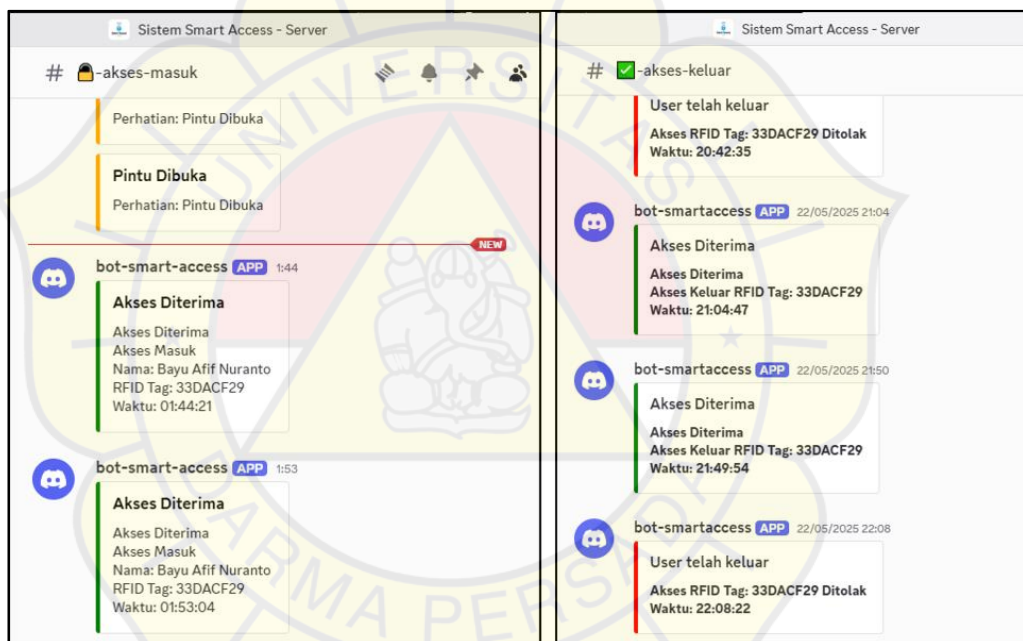 Sistem Smart Access - Server
# 🔒-akses-masuk
Perhatian: Pintu Dibuka
Pintu Dibuka
Perhatian: Pintu Dibuka
NEW
bot-smart-access APP 1:44
Akses Diterima
Akses Diterima
Akses Masuk
Nama: Bayu Afif Nuranto
RFID Tag: 33DACF29
Waktu: 01:44:21
bot-smart-access APP 1:53
Akses Diterima
Akses Diterima
Akses Masuk
Nama: Bayu Afif Nuranto
RFID Tag: 33DACF29
Waktu: 01:53:04
Sistem Smart Access - Server
# ✅-akses-keluar
User telah keluar
Akses RFID Tag: 33DACF29 Ditolak
Waktu: 20:42:35
bot-smartaccess APP 22/05/2025 21:04
Akses Diterima
Akses Diterima
Akses Keluar RFID Tag: 33DACF29
Waktu: 21:04:47
bot-smartaccess APP 22/05/2025 21:50
Akses Diterima
Akses Diterima
Akses Keluar RFID Tag: 33DACF29
Waktu: 21:49:54
bot-smartaccess APP 22/05/2025 22:08
User telah keluar
Akses RFID Tag: 33DACF29 Ditolak
Waktu: 22:08:22
UNIVERSITAS
DARMA PERSADA